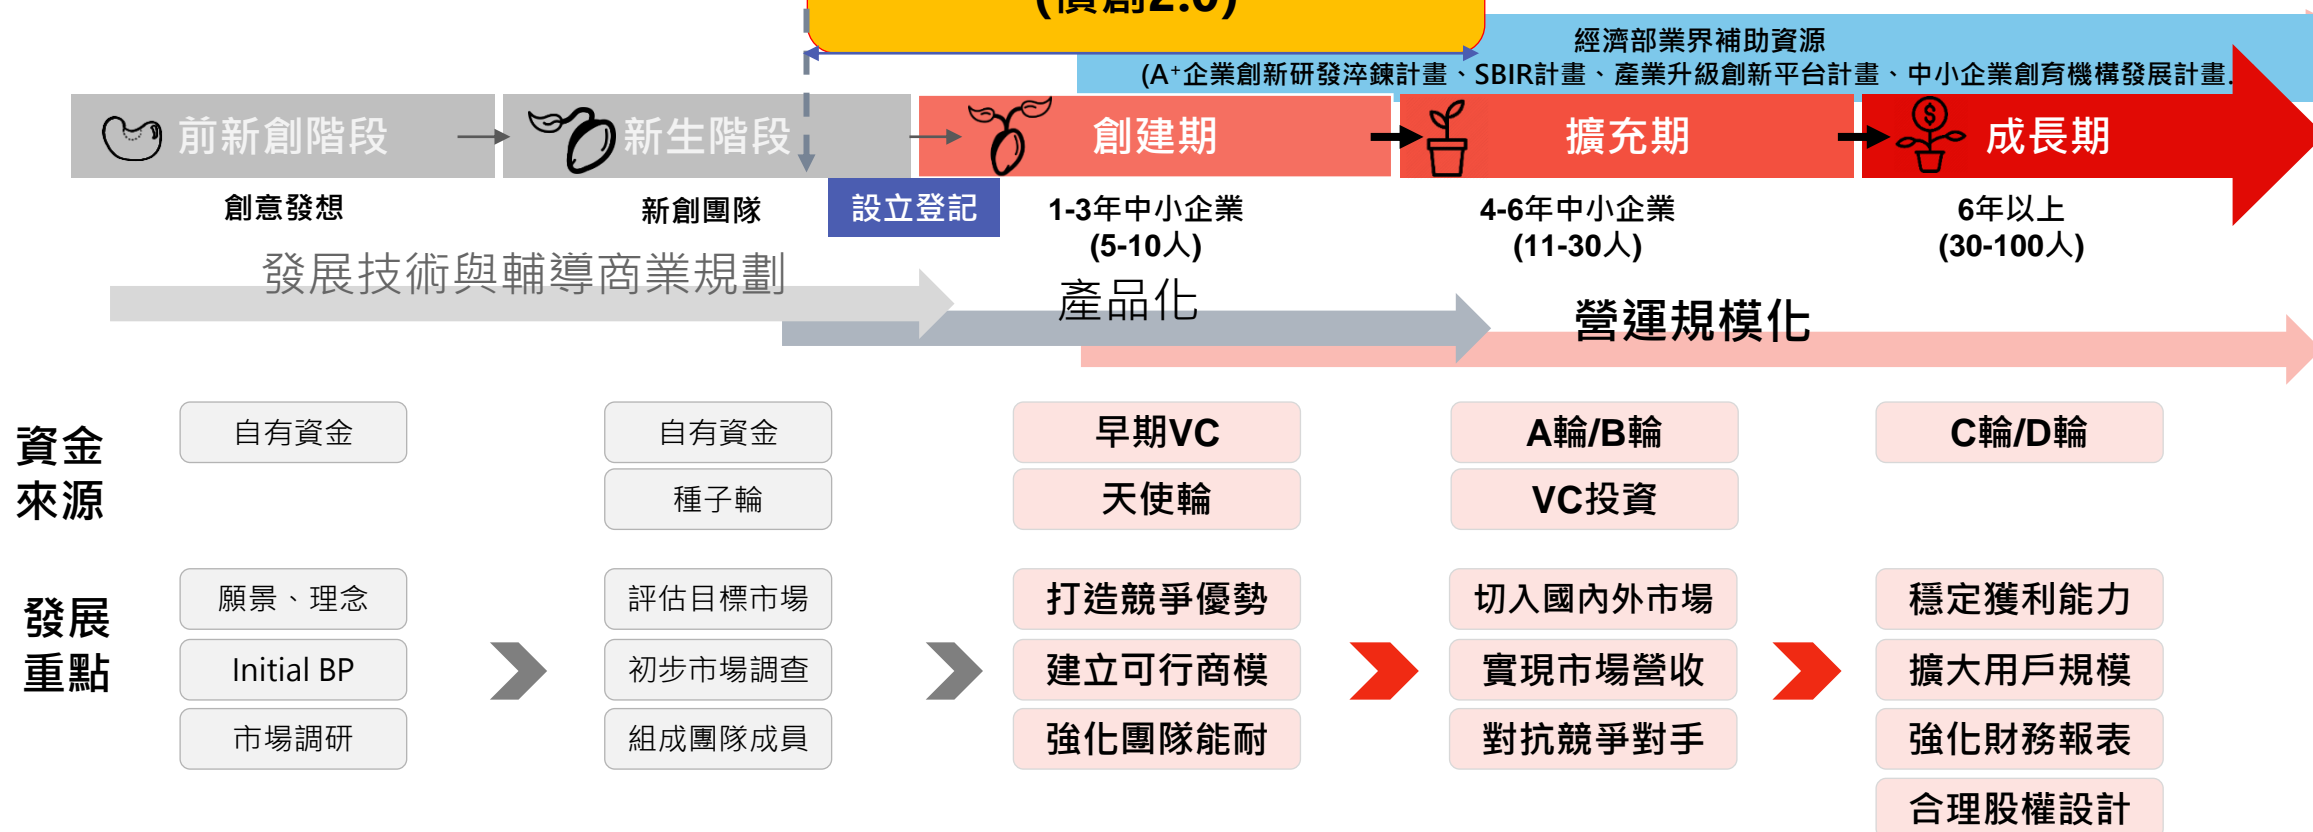 (價創2.0)
經濟部業界補助資源
(A⁺企業創新研發淬鍊計畫、SBIR計畫、產業升級創新平台計畫、中小企業創育機構發展計畫.
前新創階段
新生階段
創建期
擴充期
成長期
創意發想
新創團隊
設立登記
1-3年中小企業
(5-10人)
4-6年中小企業
(11-30人)
6年以上
(30-100人)
發展技術與輔導商業規劃
產品化
營運規模化
資金
來源
自有資金
自有資金
種子輪
早期VC
天使輪
A輪/B輪
VC投資
C輪/D輪
發展
重點
願景、理念
Initial BP
市場調研
評估目標市場
初步市場調查
組成團隊成員
打造競爭優勢
建立可行商模
強化團隊能耐
切入國內外市場
實現市場營收
對抗競爭對手
穩定獲利能力
擴大用戶規模
強化財務報表
合理股權設計